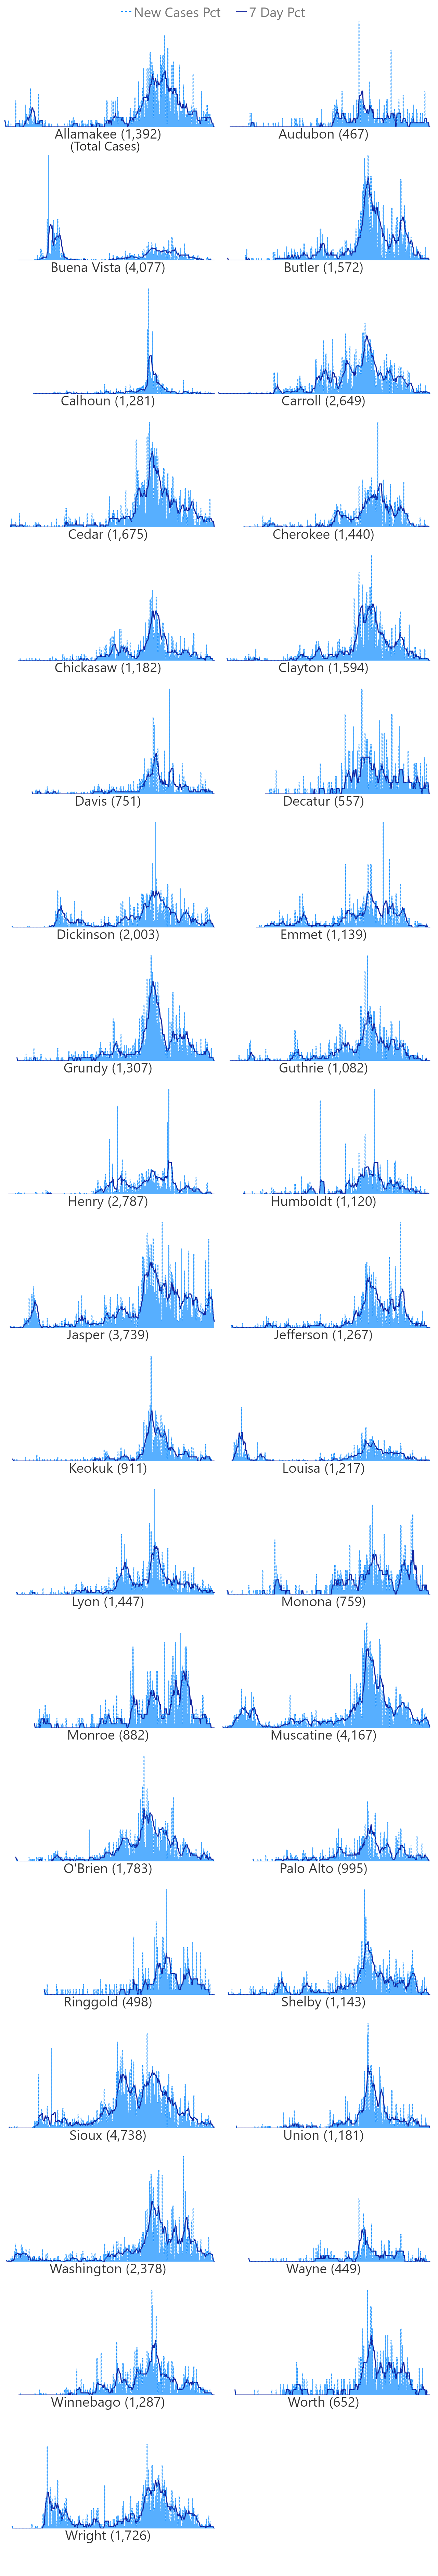 New Cases Pct 7 Day Pct
Allamakee (1,392) Audubon (467)
(Total Cases)
Buena Vista (4,077) Butler (1,572)
Calhoun (1,281) Carroll (2,649)
Cedar (1,675) Cherokee (1,440)
Chickasaw (1,182) Clayton (1,594)
Davis (751) Decatur (557)
Dickinson (2,003) Emmet (1,139)
Grundy (1,307) Guthrie (1,082)
Henry (2,787) Humboldt (1,120)
Jasper (3,739) Jefferson (1,267)
Keokuk (911) Louisa (1,217)
Lyon (1,447) Monona (759)
Monroe (882) Muscatine (4,167)
O'Brien (1,783) Palo Alto (995)
Ringgold (498) Shelby (1,143)
Sioux (4,738) Union (1,181)
Washington (2,378) Wayne (449)
Winnebago (1,287) Worth (652)
Wright (1,726)